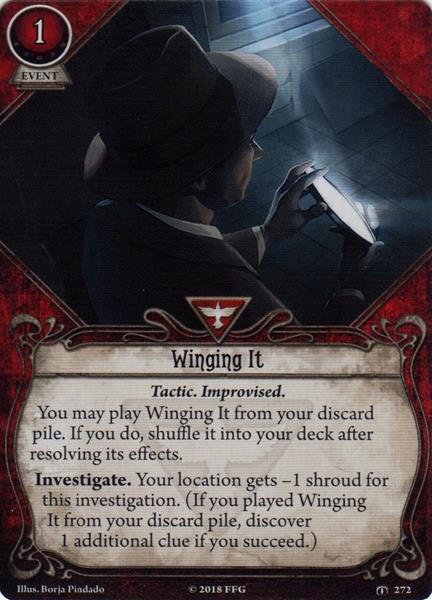 1
EVENT
Winging It
Tactic. Improvised.
You may play Winging It from your discard
pile. If you do, shuffle it into your deck after
resolving its effects.
Investigate. Your location gets –1 shroud for
this investigation. (If you played Winging
It from your discard pile, discover
1 additional clue if you succeed.)
Illus. Borja Pindado
© 2018 FFG
272